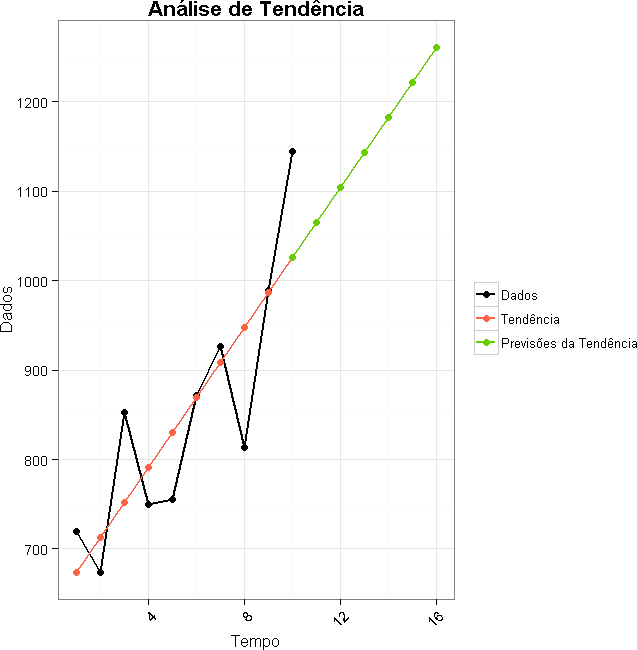 Análise de Tendência
1200
1100
1000
900
800
700
Dados
4
8
12
16
Tempo
Dados
Tendência
Previsões da Tendência